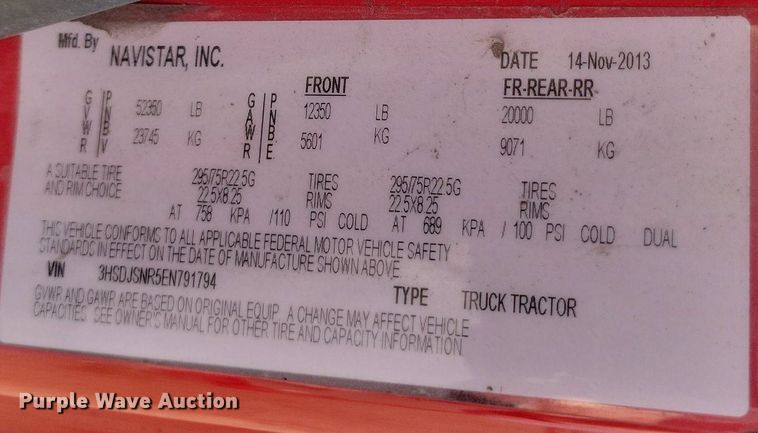 Mfd. By NAVISTAR, INC. DATE 14-Nov-2013
FRONT FR-REAR-RR
GVWR PNBV 52350 LB GAWR PNBE 12350 LB 20000 LB
23745 KG 5601 KG 9071 KG
A SUITABLE TIRE 295/75R22.5G TIRES 295/75R22.5G TIRES
AND RIM CHOICE 22.5X8.25 RIMS 22.5X8.25 RIMS
AT 758 KPA /110 PSI COLD AT 689 KPA / 100 PSI COLD DUAL
THIS VEHICLE CONFORMS TO ALL APPLICABLE FEDERAL MOTOR VEHICLE SAFETY
STANDARDS IN EFFECT ON THE DATE OF MANUFACTURE SHOWN ABOVE
VIN 3HSDJSNR5EN791794 TYPE TRUCK TRACTOR
GVWR AND GAWR ARE BASED ON ORIGINAL EQUIP. A CHANGE MAY AFFECT VEHICLE
CAPACITIES. SEE OWNER'S MANUAL FOR OTHER TIRE AND CAPACITY INFORMATION
Purple Wave Auction